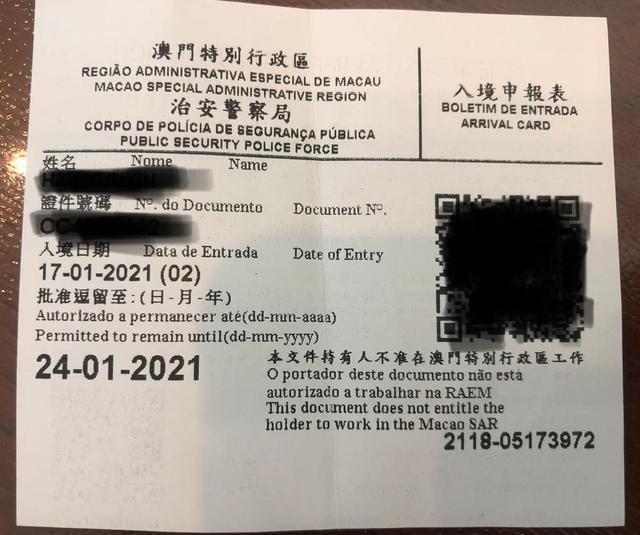 澳門特別行政區
REGIÃO ADMINISTRATIVA ESPECIAL DE MACAU
MACAO SPECIAL ADMINISTRATIVE REGION
治安警察局
CORPO DE POLÍCIA DE SEGURANÇA PÚBLICA
PUBLIC SECURITY POLICE FORCE
入境申報表
BOLETIM DE ENTRADA
ARRIVAL CARD
姓名 Nome Name
證件號碼 Nº. do Documento Document Nº.
入境日期 Data de Entrada Date of Entry
17-01-2021 (02)
批准逗留至:(日-月-年)
Autorizado a permanecer até(dd-mm-aaaa)
Permitted to remain until(dd-mm-yyyy)
24-01-2021
本文件持有人不准在澳門特別行政區工作
O portador deste documento não está
autorizado a trabalhar na RAEM
This document does not entitle the
holder to work in the Macao SAR
2118-05173972